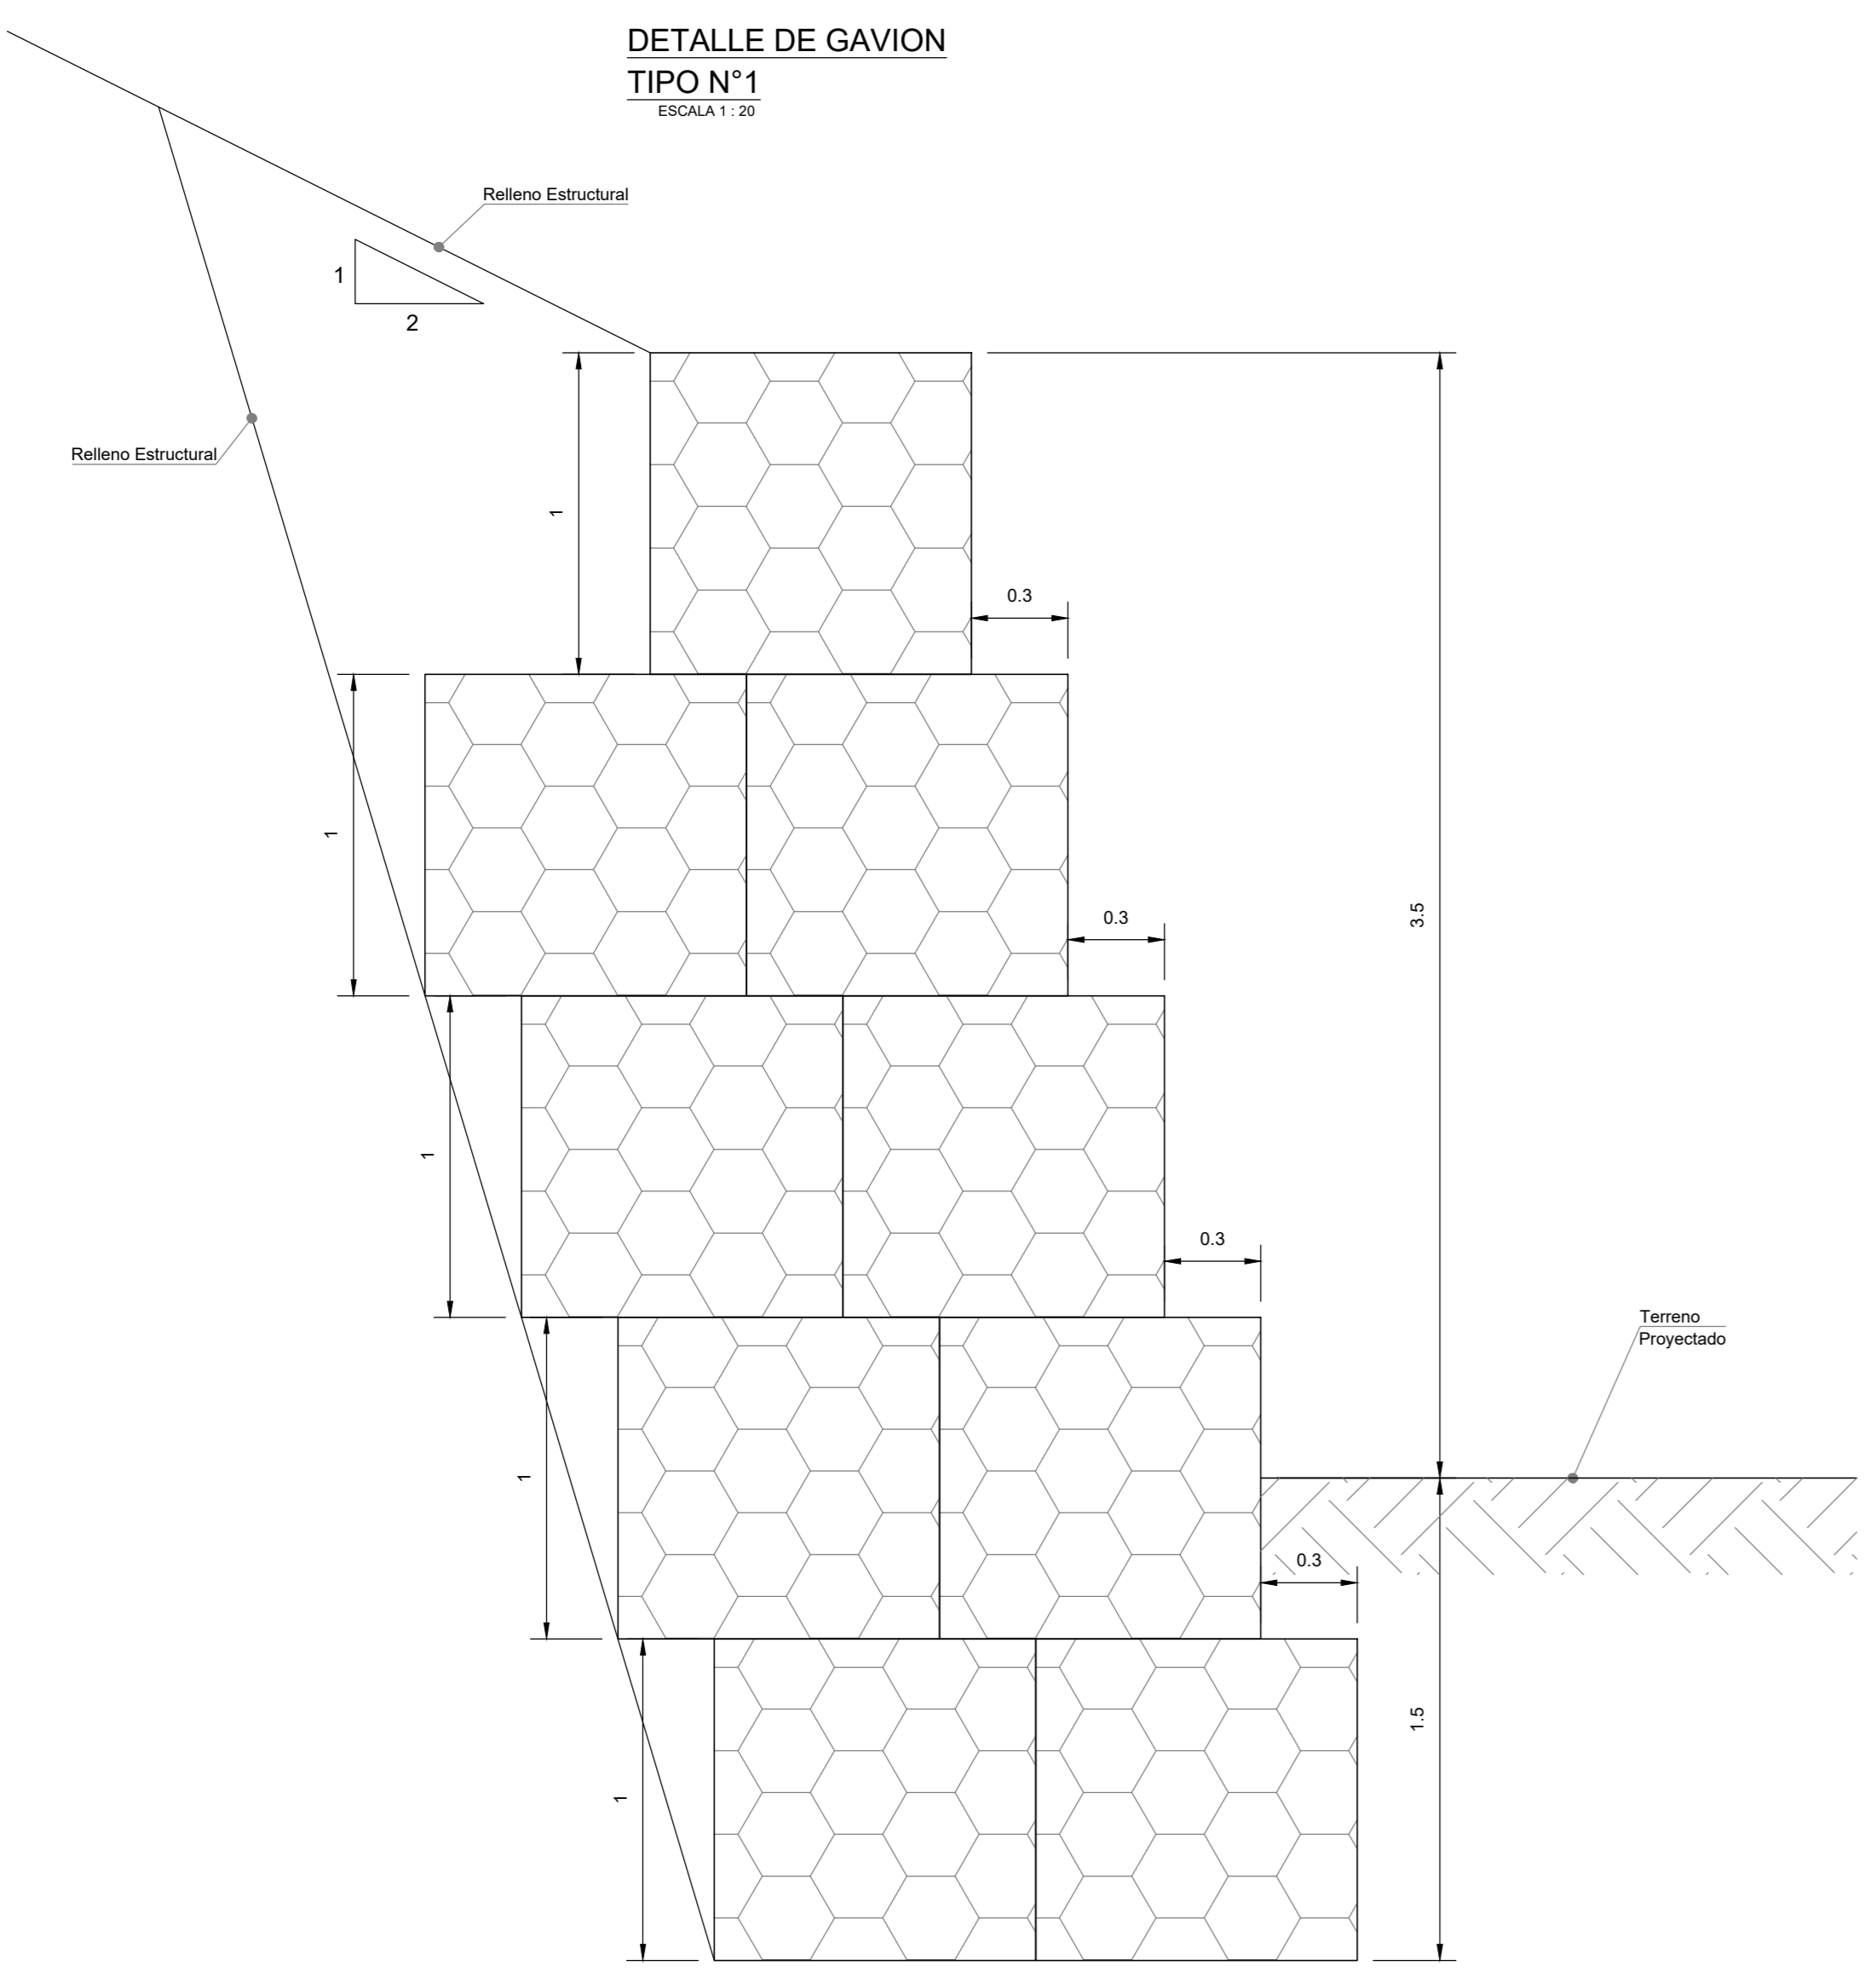 DETALLE DE GAVION
TIPO N°1
ESCALA 1 : 20
Relleno Estructural
1
2
Relleno Estructural
1
0.3
1
0.3
3.5
1
0.3
Terreno
Proyectado
1
0.3
1
1.5